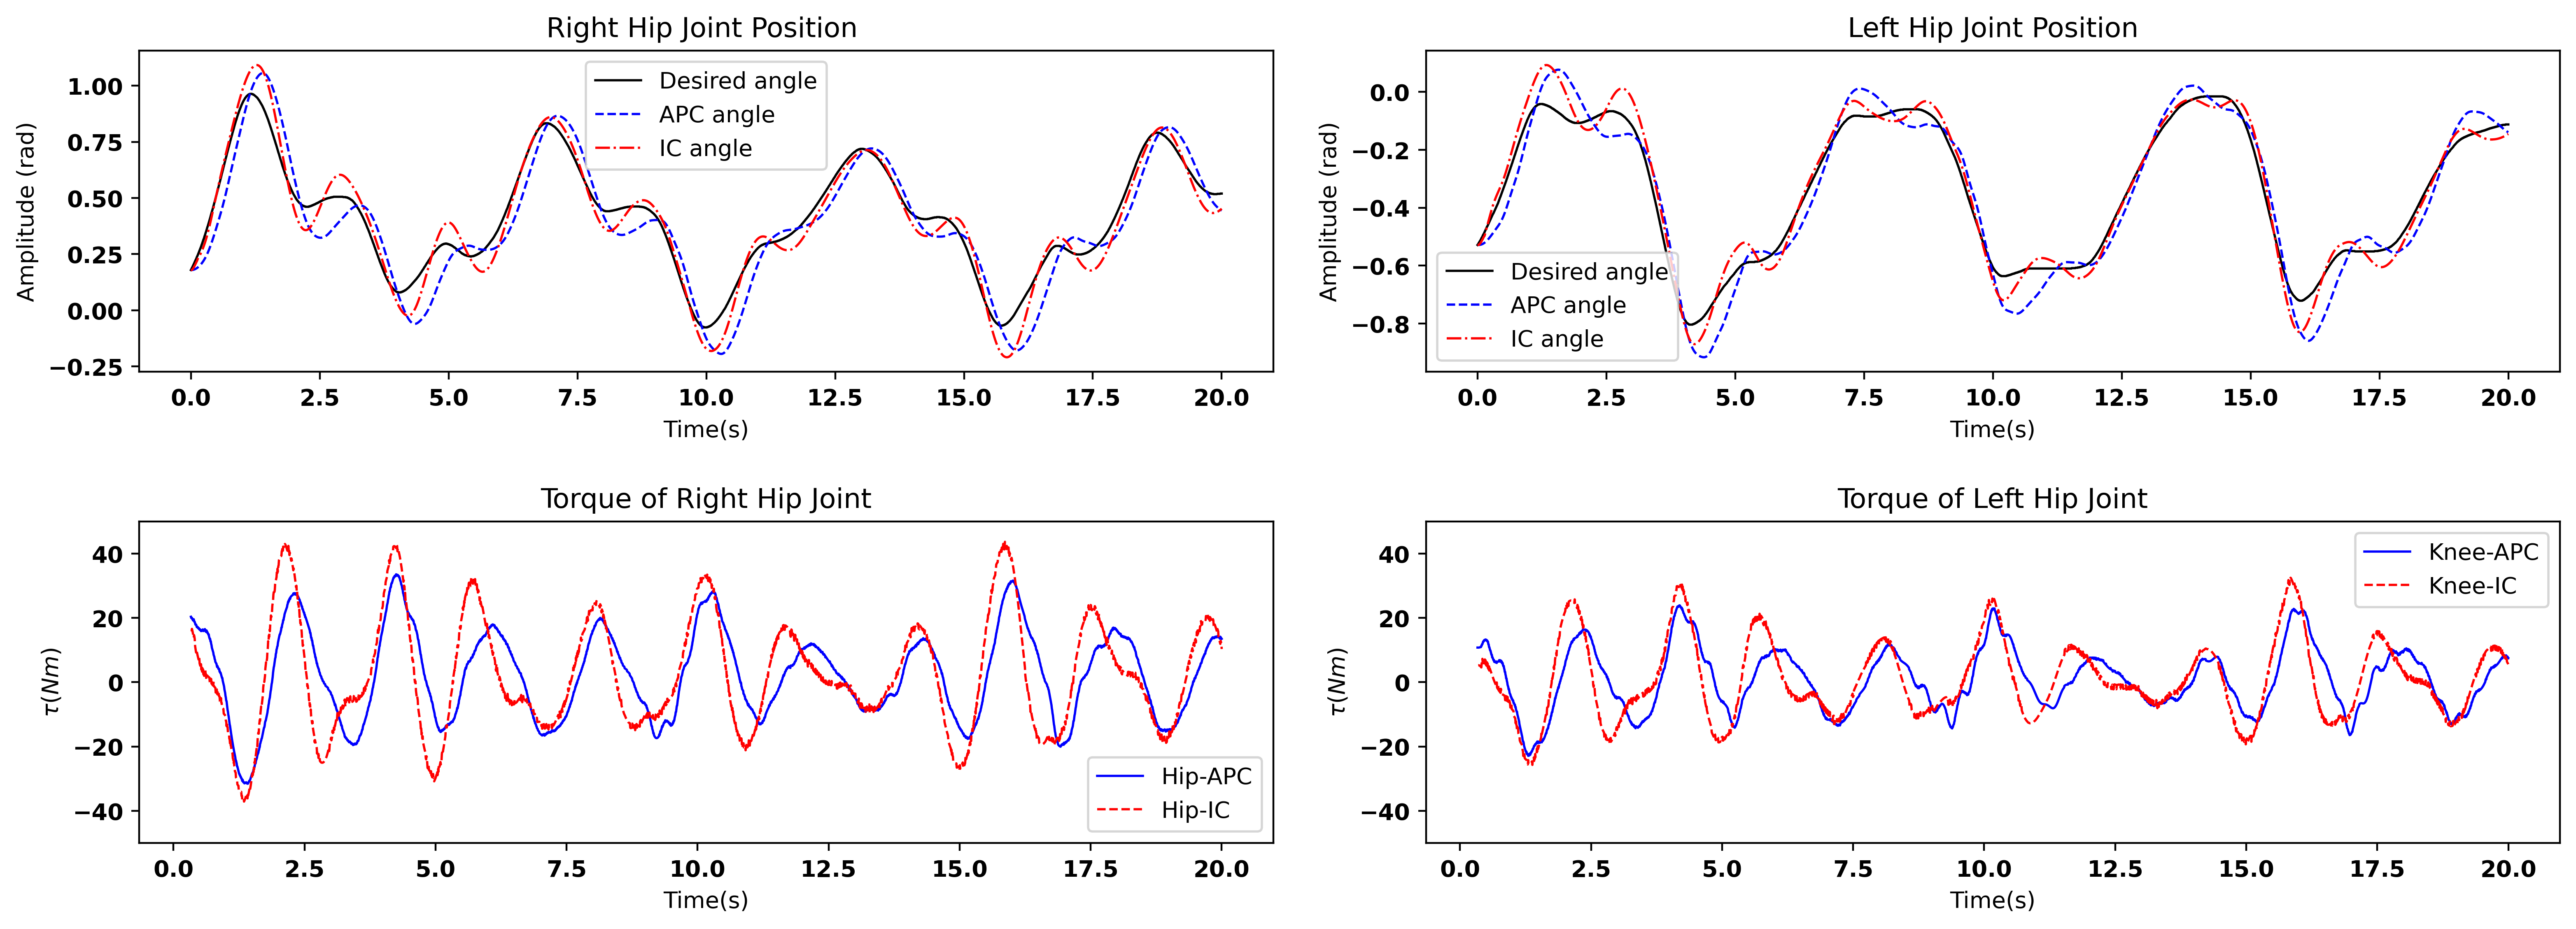 Right Hip Joint Position
Amplitude (rad)
1.00
0.75
0.50
0.25
0.00
−0.25
Desired angle
APC angle
IC angle
0.0 2.5 5.0 7.5 10.0 12.5 15.0 17.5 20.0
Time(s)
Left Hip Joint Position
Amplitude (rad)
0.0
−0.2
−0.4
−0.6
−0.8
Desired angle
APC angle
IC angle
0.0 2.5 5.0 7.5 10.0 12.5 15.0 17.5 20.0
Time(s)
Torque of Right Hip Joint
τ(Nm)
40
20
0
−20
−40
Hip-APC
Hip-IC
0.0 2.5 5.0 7.5 10.0 12.5 15.0 17.5 20.0
Time(s)
Torque of Left Hip Joint
τ(Nm)
40
20
0
−20
−40
Knee-APC
Knee-IC
0.0 2.5 5.0 7.5 10.0 12.5 15.0 17.5 20.0
Time(s)